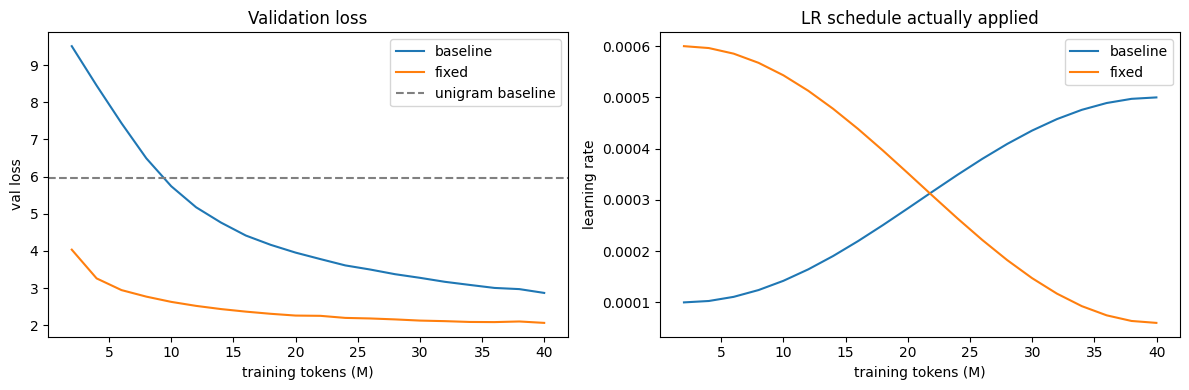 Validation loss
9
8
7
6
5
4
3
2
val loss
baseline
fixed
unigram baseline
5 10 15 20 25 30 35 40
training tokens (M)
LR schedule actually applied
0.0006
0.0005
0.0004
0.0003
0.0002
0.0001
learning rate
baseline
fixed
5 10 15 20 25 30 35 40
training tokens (M)